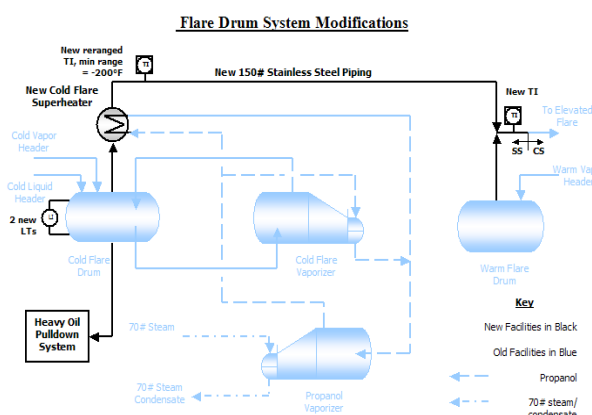 Flare Drum System Modifications
New reranged
TI, min range
= -200°F
TI
New 150# Stainless Steel Piping
New Cold Flare
Superheater
New TI
TI
To Elevated
Flare
SS
CS
Cold Vapor
Header
Cold Liquid
Header
Warm Vap
Header
2 new
LTs
Cold Flare
Drum
Cold Flare
Vaporizer
Warm Flare
Drum
Heavy Oil
Pulldown
System
70# Steam
70# Steam
Condensate
Propanol
Vaporizer
Key
New Facilities in Black
Old Facilities in Blue
Propanol
70# steam/
condensate